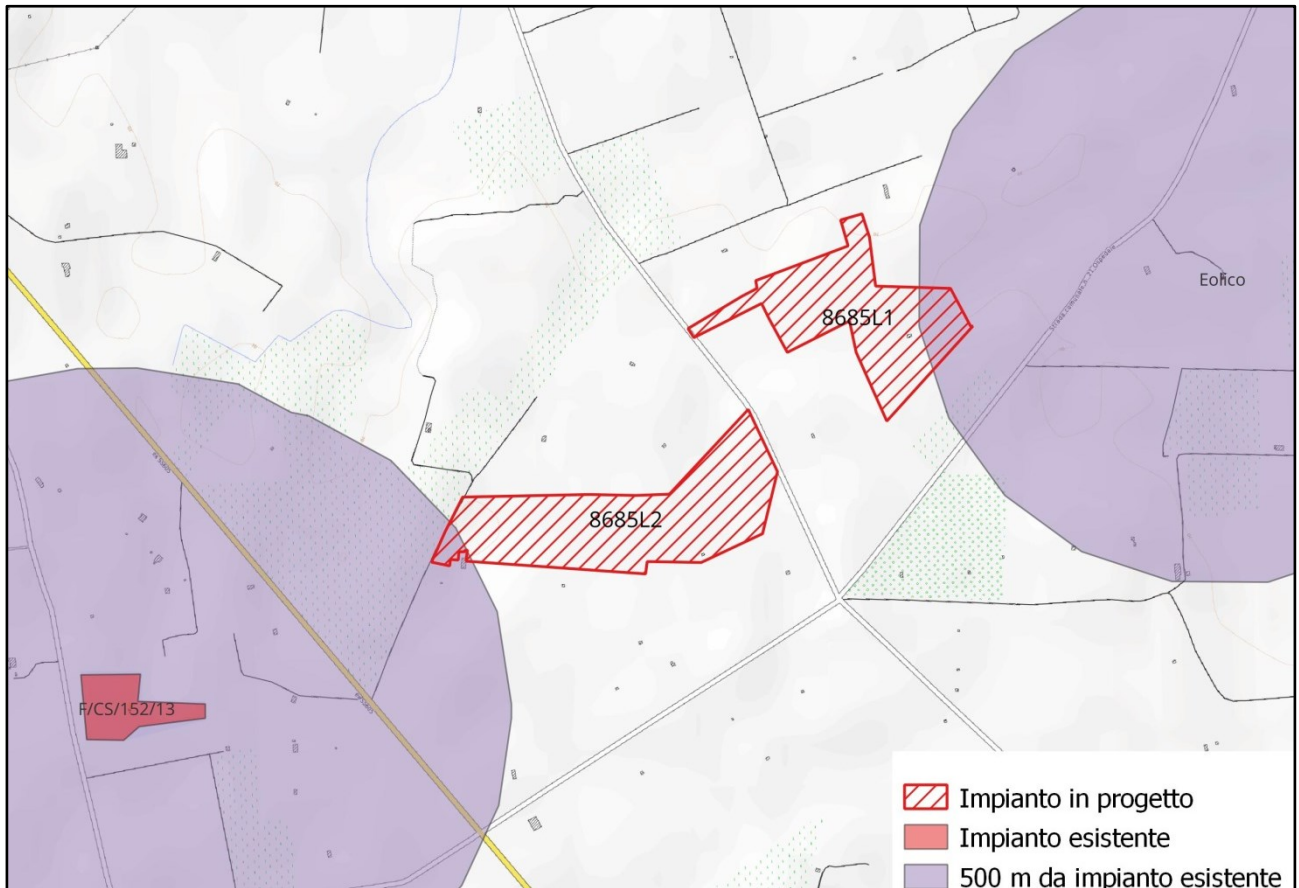 Eolico
8685L1
8685L2
F/CS/152/13
Impianto in progetto
Impianto esistente
500 m da impianto esistente